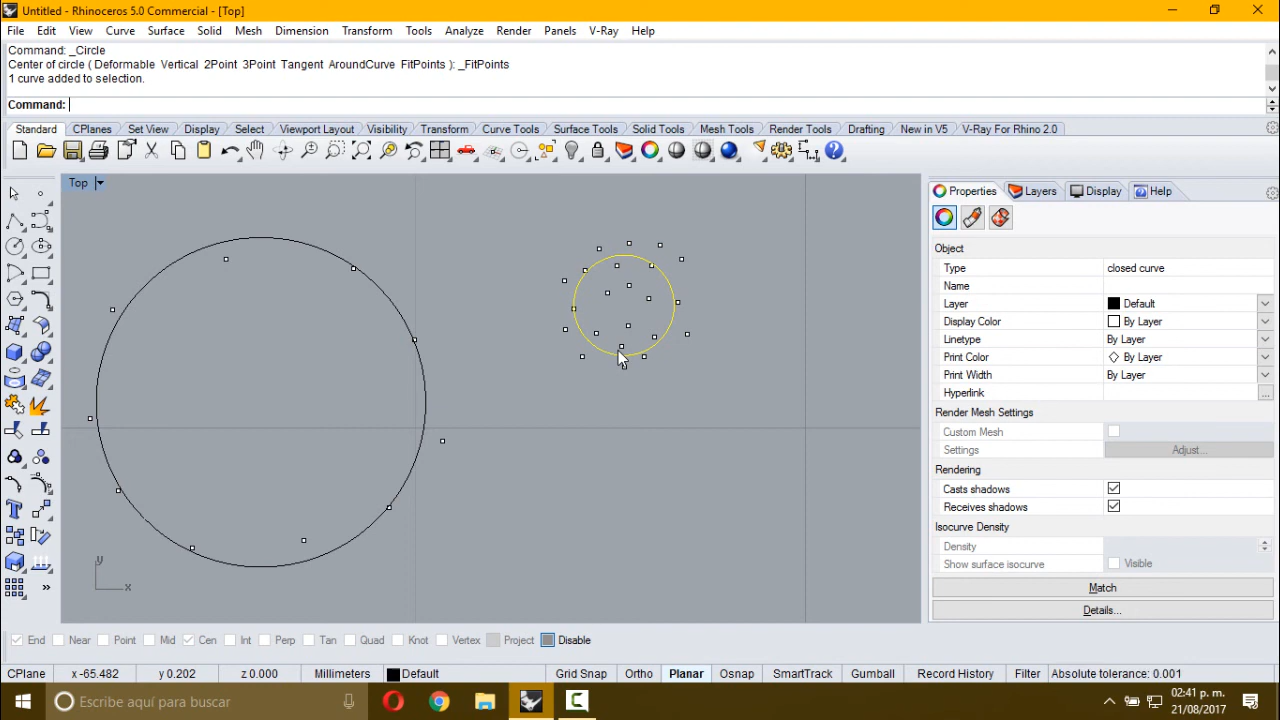 Untitled - Rhinoceros 5.0 Commercial - [Top]
File Edit View Curve Surface Solid Mesh Dimension Transform Tools Analyze Render Panels V-Ray Help
Command: _Circle
Center of circle ( Deformable Vertical 2Point 3Point Tangent AroundCurve FitPoints ): _FitPoints
1 curve added to selection.
Command:
Standard CPlanes Set View Display Select Viewport Layout Visibility Transform Curve Tools Surface Tools Solid Tools Mesh Tools Render Tools Drafting New in V5 V-Ray For Rhino 2.0
Top
Properties Layers Display Help
Object
Type closed curve
Name
Layer Default
Display Color By Layer
Linetype By Layer
Print Color By Layer
Print Width By Layer
Hyperlink ...
Render Mesh Settings
Custom Mesh
Settings Adjust...
Rendering
Casts shadows
Receives shadows
Isocurve Density
Density
Show surface isocurve Visible
Match
Details...
y
x
End Near Point Mid Cen Int Perp Tan Quad Knot Vertex Project Disable
CPlane x -65.482 y 0.202 z 0.000 Millimeters Default Grid Snap Ortho Planar Osnap SmartTrack Gumball Record History Filter Absolute tolerance: 0.001
Escribe aquí para buscar
02:41 p. m.
21/08/2017